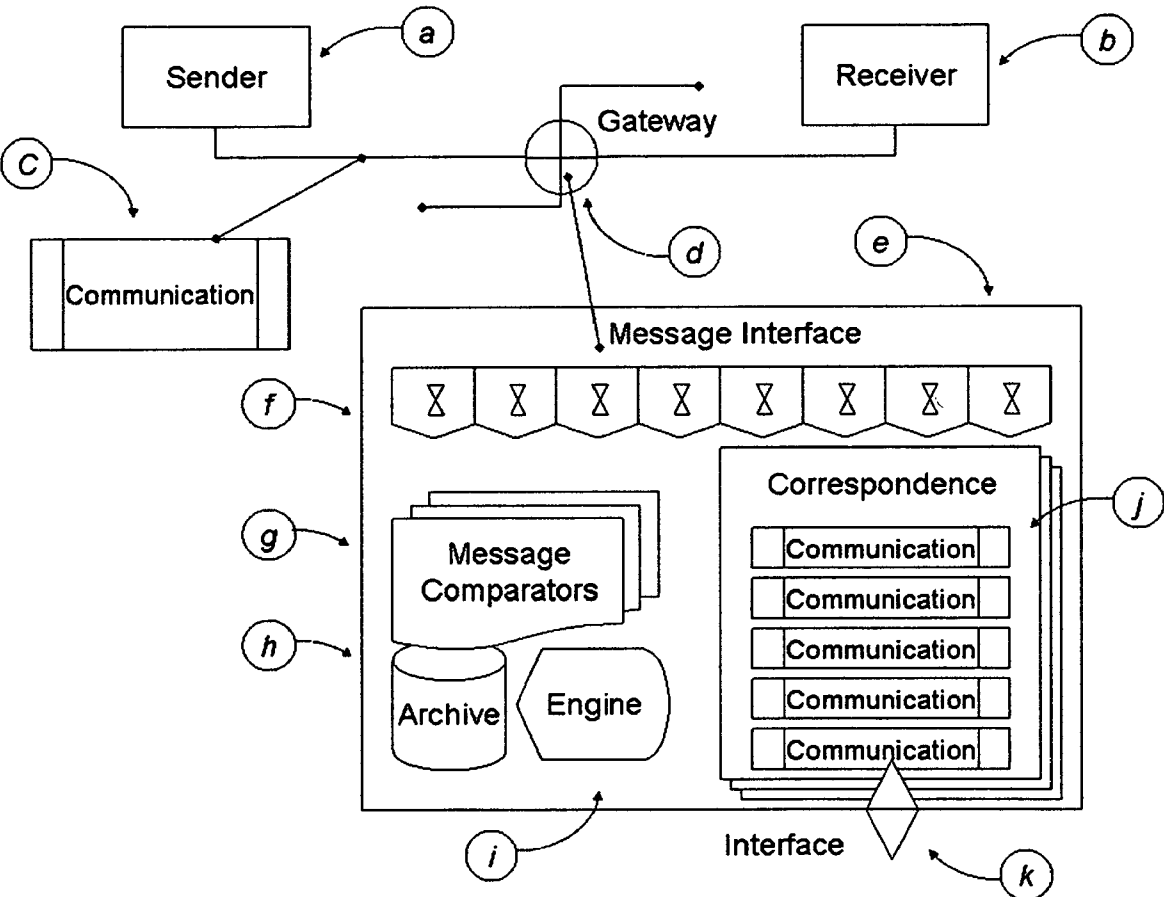 a
b
Sender
Receiver
Gateway
C
d
e
Communication
Message Interface
f
Correspondence
j
g
Message
Comparators
Communication
Communication
h
Communication
Archive
Engine
Communication
Communication
i
Interface
k